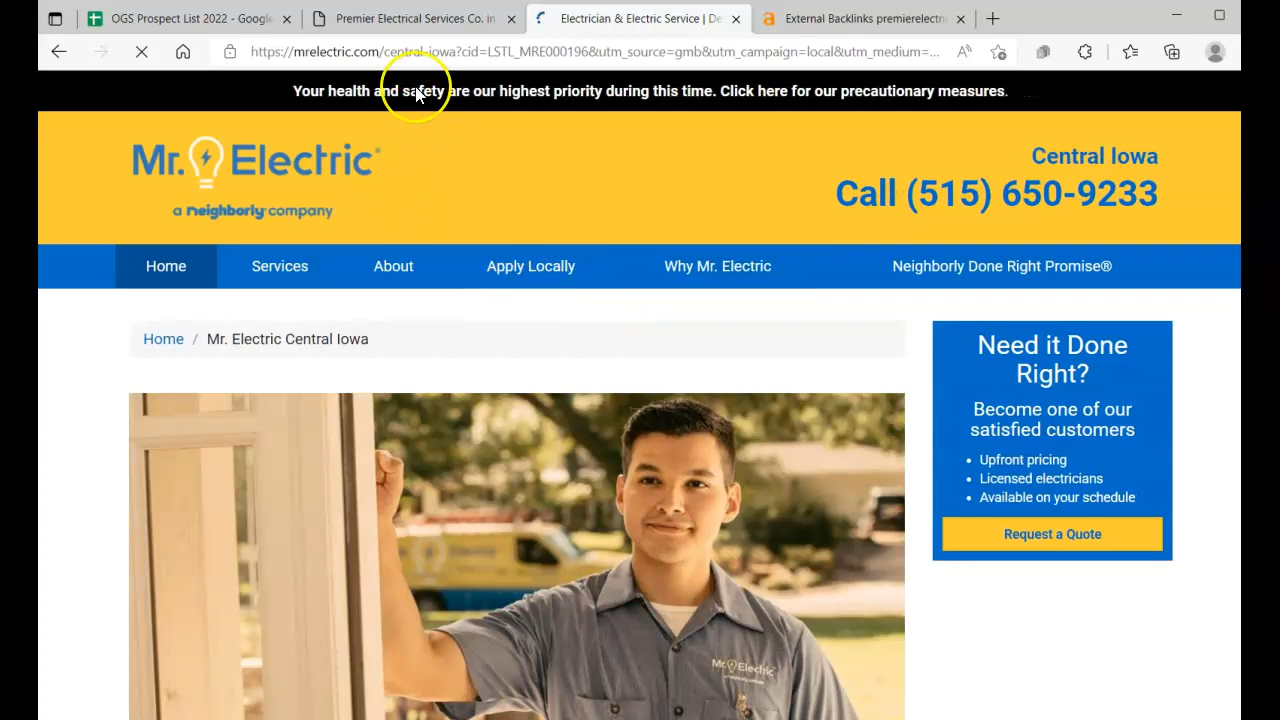 OGS Prospect List 2022 - Google
Premier Electrical Services Co. in
Electrician & Electric Service | De
External Backlinks premierelectri
https://mrelectric.com/central-iowa?cid=LSTL_MRE000196&utm_source=gmb&utm_campaign=local&utm_medium=...
Your health and safety are our highest priority during this time. Click here for our precautionary measures.
Mr. Electric®
a neighborly company
Central Iowa
Call (515) 650-9233
Home
Services
About
Apply Locally
Why Mr. Electric
Neighborly Done Right Promise®
Home / Mr. Electric Central Iowa
Need it Done
Right?
Become one of our
satisfied customers
• Upfront pricing
• Licensed electricians
• Available on your schedule
Request a Quote
Mr. Electric